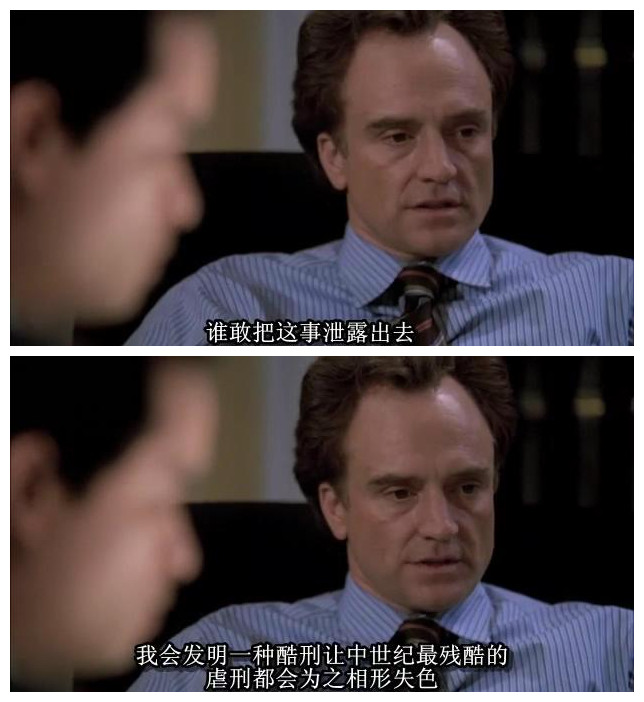 谁敢把这事泄露出去
我会发明一种酷刑让中世纪最残酷的
虐刑都会为之相形失色